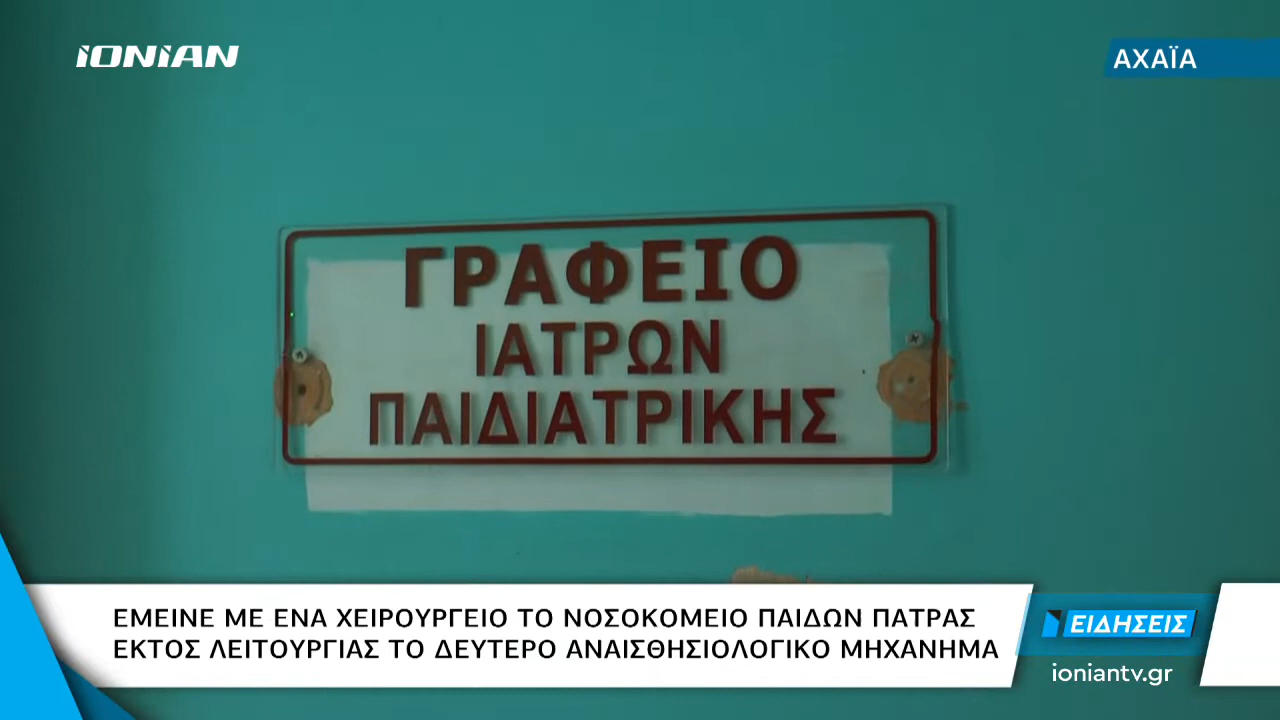 iONiAN
ΑΧΑΪΑ
ΓΡΑΦΕΙΟ
ΙΑΤΡΩΝ
ΠΑΙΔΙΑΤΡΙΚΗΣ
ΕΜΕΙΝΕ ΜΕ ΕΝΑ ΧΕΙΡΟΥΡΓΕΙΟ ΤΟ ΝΟΣΟΚΟΜΕΙΟ ΠΑΙΔΩΝ ΠΑΤΡΑΣ
ΕΚΤΟΣ ΛΕΙΤΟΥΡΓΙΑΣ ΤΟ ΔΕΥΤΕΡΟ ΑΝΑΙΣΘΗΣΙΟΛΟΓΙΚΟ ΜΗΧΑΝΗΜΑ
ΕΙΔΗΣΕΙΣ
ioniantv.gr